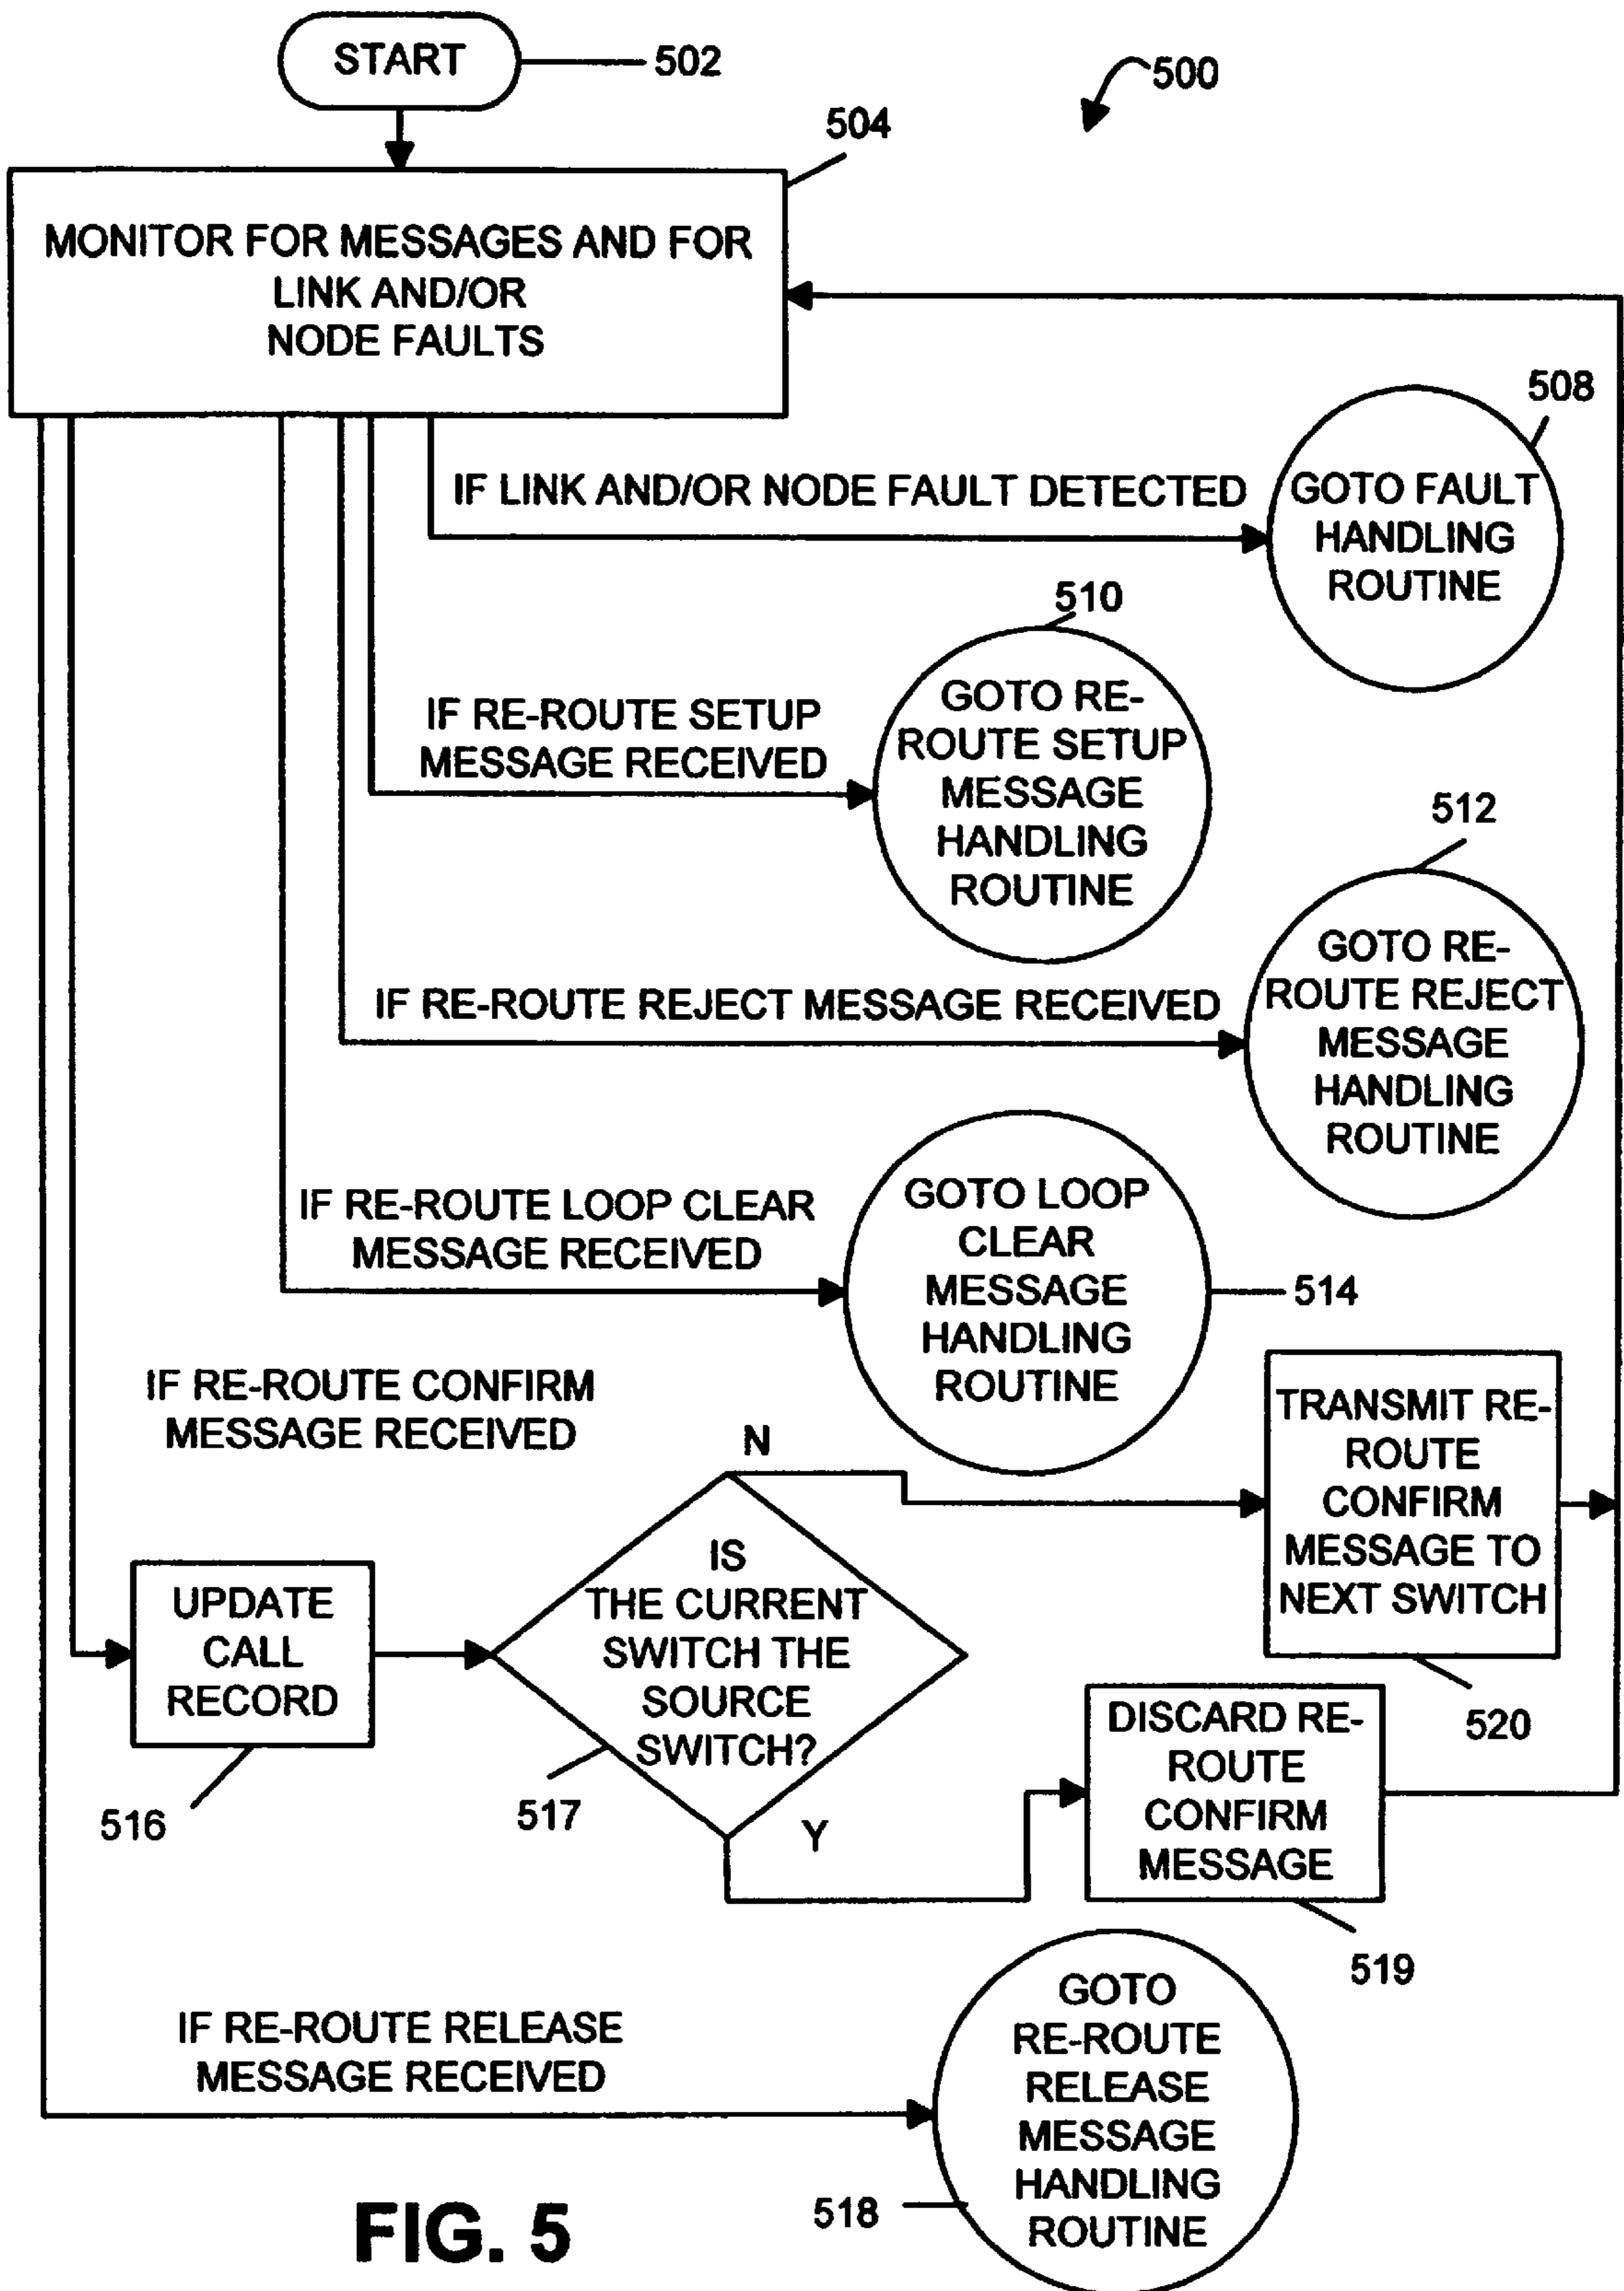 START
502
500
504
MONITOR FOR MESSAGES AND FOR
LINK AND/OR
NODE FAULTS
508
IF LINK AND/OR NODE FAULT DETECTED
GOTO FAULT
HANDLING
ROUTINE
510
IF RE-ROUTE SETUP
MESSAGE RECEIVED
GOTO RE-
ROUTE SETUP
MESSAGE
HANDLING
ROUTINE
512
IF RE-ROUTE REJECT MESSAGE RECEIVED
GOTO RE-
ROUTE REJECT
MESSAGE
HANDLING
ROUTINE
IF RE-ROUTE LOOP CLEAR
MESSAGE RECEIVED
GOTO LOOP
CLEAR
MESSAGE
HANDLING
ROUTINE
514
IF RE-ROUTE CONFIRM
MESSAGE RECEIVED
N
TRANSMIT RE-
ROUTE
CONFIRM
MESSAGE TO
NEXT SWITCH
520
UPDATE
CALL
RECORD
516
IS
THE CURRENT
SWITCH THE
SOURCE
SWITCH?
517
Y
DISCARD RE-
ROUTE
CONFIRM
MESSAGE
519
IF RE-ROUTE RELEASE
MESSAGE RECEIVED
GOTO
RE-ROUTE
RELEASE
MESSAGE
HANDLING
ROUTINE
518
FIG. 5